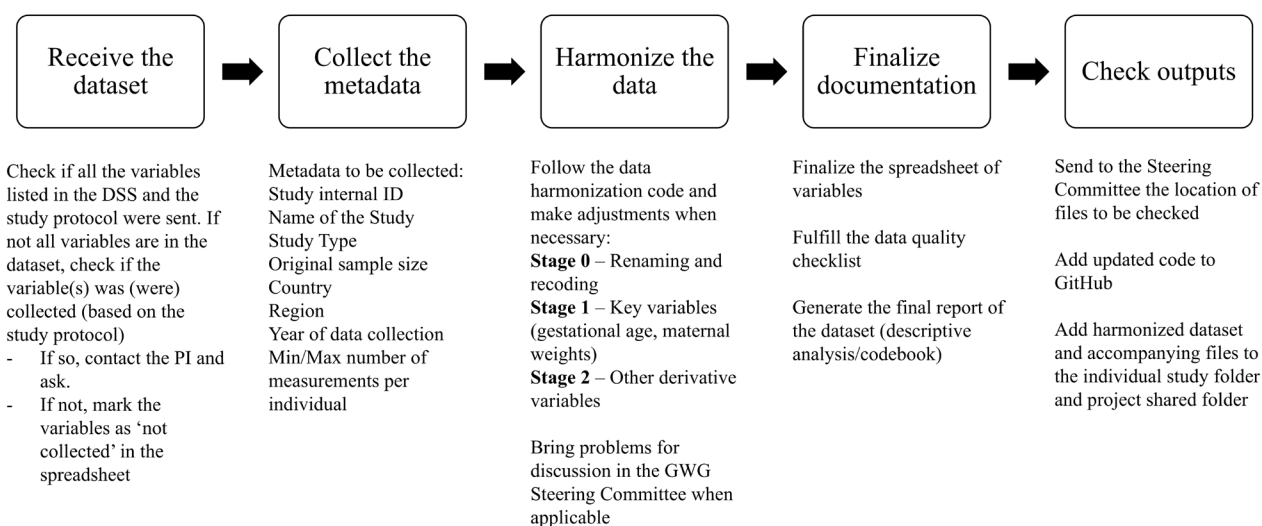 Receive the
dataset
Collect the
metadata
Harmonize the
data
Finalize
documentation
Check outputs
Check if all the variables
listed in the DSS and the
study protocol were sent. If
not all variables are in the
dataset, check if the
variable(s) was (were)
collected (based on the
study protocol)
- If so, contact the PI and
ask.
- If not, mark the
variables as ‘not
collected’ in the
spreadsheet
Metadata to be collected:
Study internal ID
Name of the Study
Study Type
Original sample size
Country
Region
Year of data collection
Min/Max number of
measurements per
individual
Follow the data
harmonization code and
make adjustments when
necessary:
Stage 0 – Renaming and
recoding
Stage 1 – Key variables
(gestational age, maternal
weights)
Stage 2 – Other derivative
variables
Bring problems for
discussion in the GWG
Steering Committee when
applicable
Finalize the spreadsheet of
variables
Fulfill the data quality
checklist
Generate the final report of
the dataset (descriptive
analysis/codebook)
Send to the Steering
Committee the location of
files to be checked
Add updated code to
GitHub
Add harmonized dataset
and accompanying files to
the individual study folder
and project shared folder